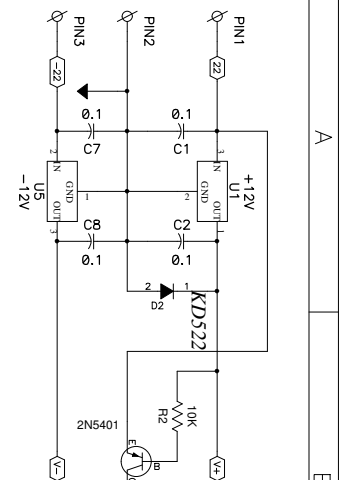 A
B
PIN3
PIN2
PIN1
-22
22
0.1
C7
0.1
C1
2
IN
GND
OUT
1
3
U5
-12V
3
IN
GND
OUT
2
1
+12V
U1
C8
0.1
C2
0.1
2
1
D2
KD522
10K
R2
2N5401
E
B
C
V-
V+